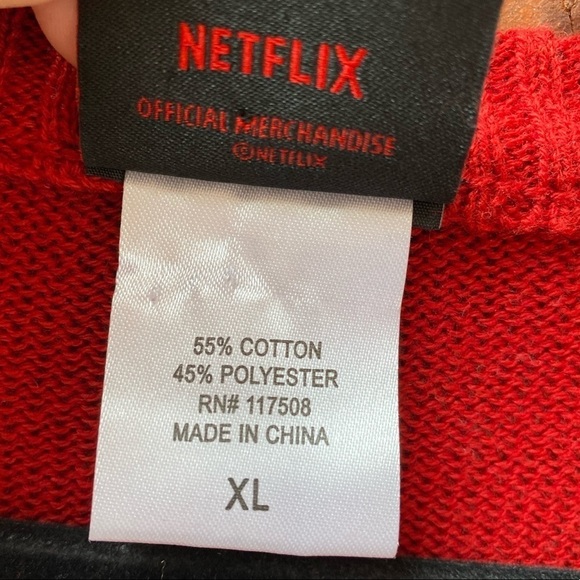 NETFLIX
OFFICIAL MERCHANDISE
©NETFLIX
55% COTTON
45% POLYESTER
RN# 117508
MADE IN CHINA
XL